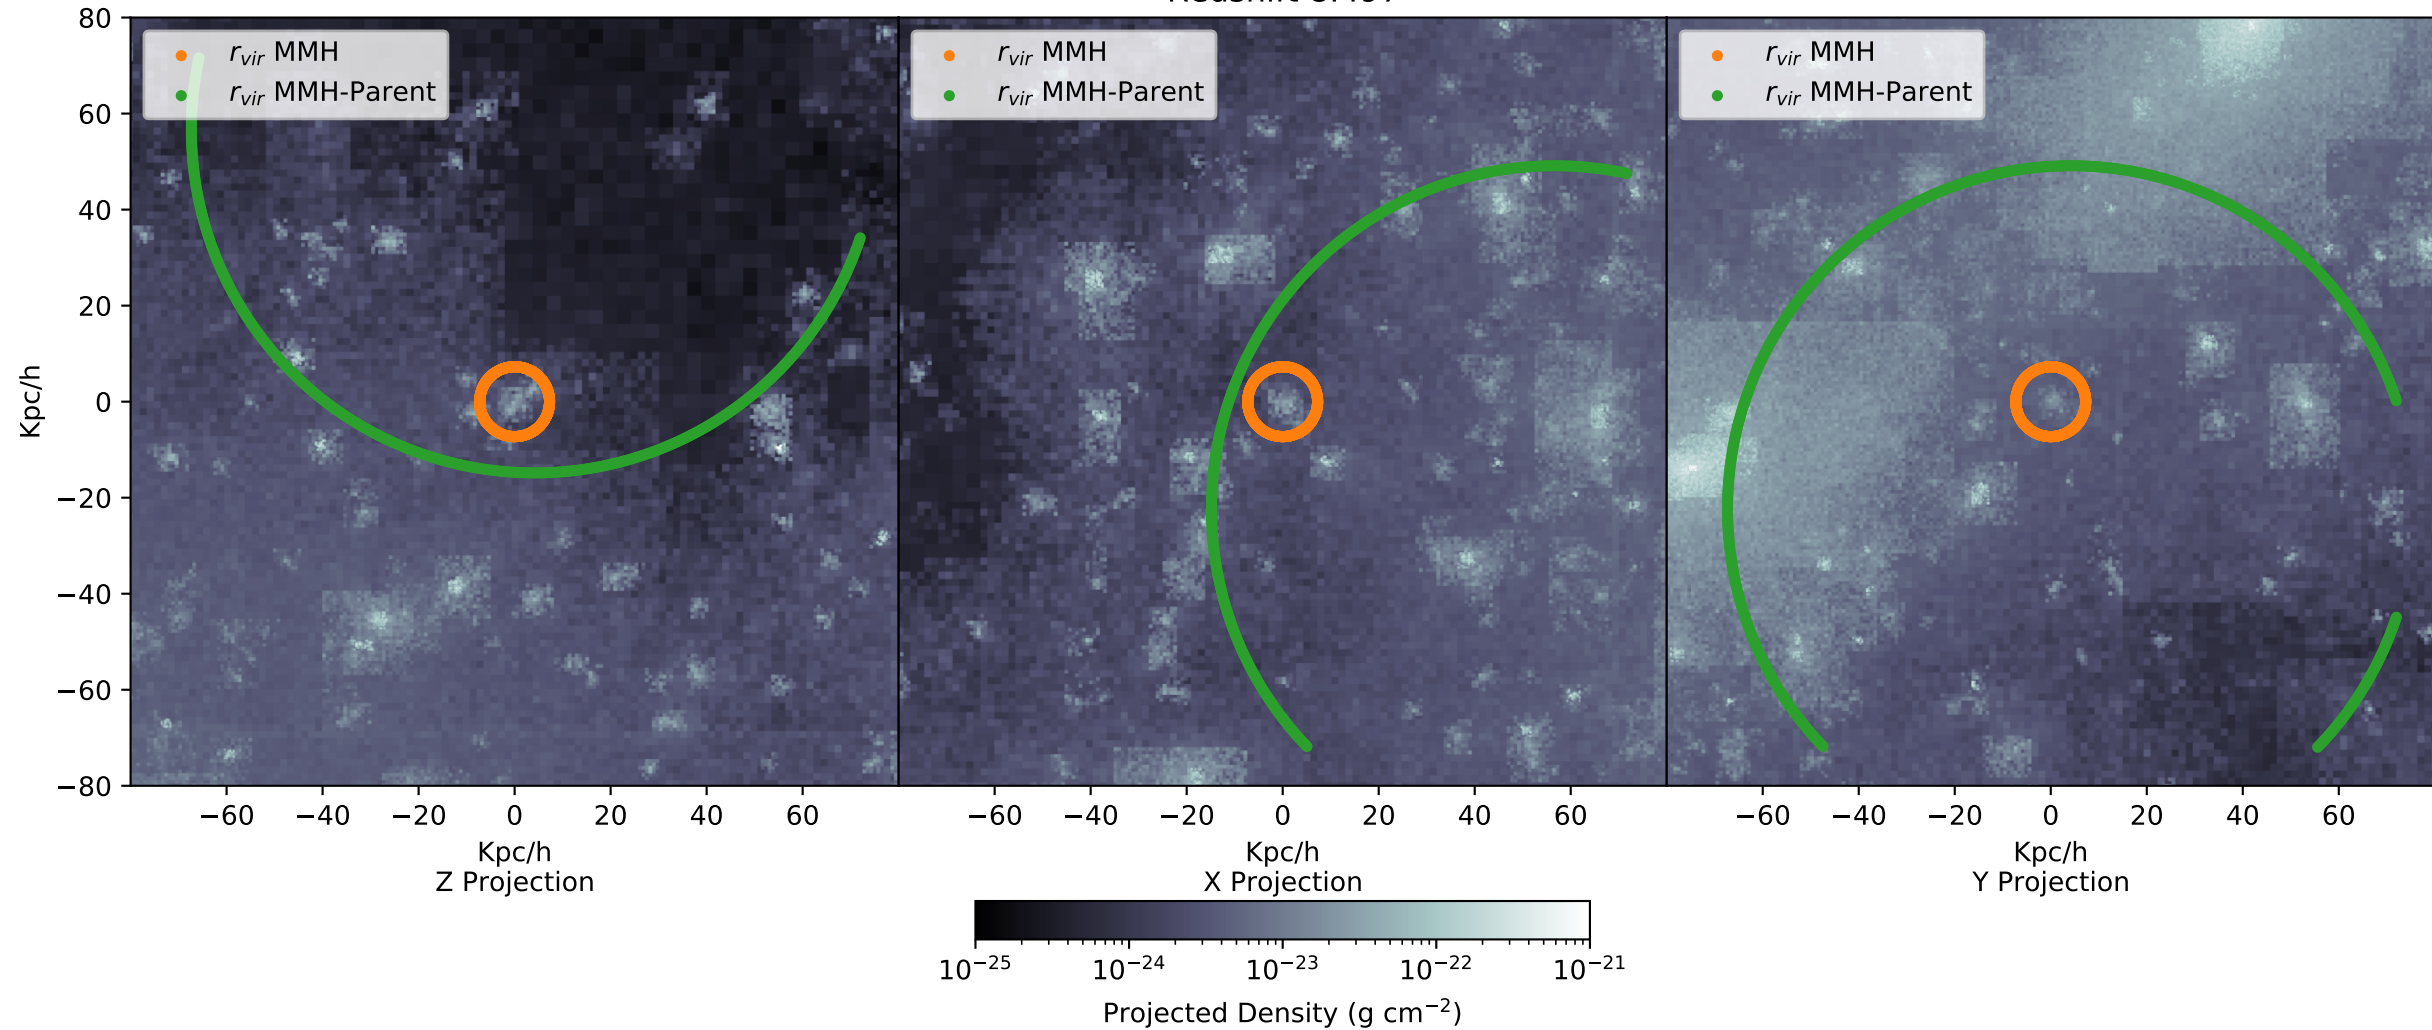 r_vir MMH
r_vir MMH-Parent
r_vir MMH
r_vir MMH-Parent
r_vir MMH
r_vir MMH-Parent
80
60
40
20
0
−20
−40
−60
−80
Kpc/h
−60 −40 −20 0 20 40 60
−60 −40 −20 0 20 40 60
−60 −40 −20 0 20 40 60
Kpc/h
Z Projection
Kpc/h
X Projection
Kpc/h
Y Projection
10⁻²⁵ 10⁻²⁴ 10⁻²³ 10⁻²² 10⁻²¹
Projected Density (g cm⁻²)